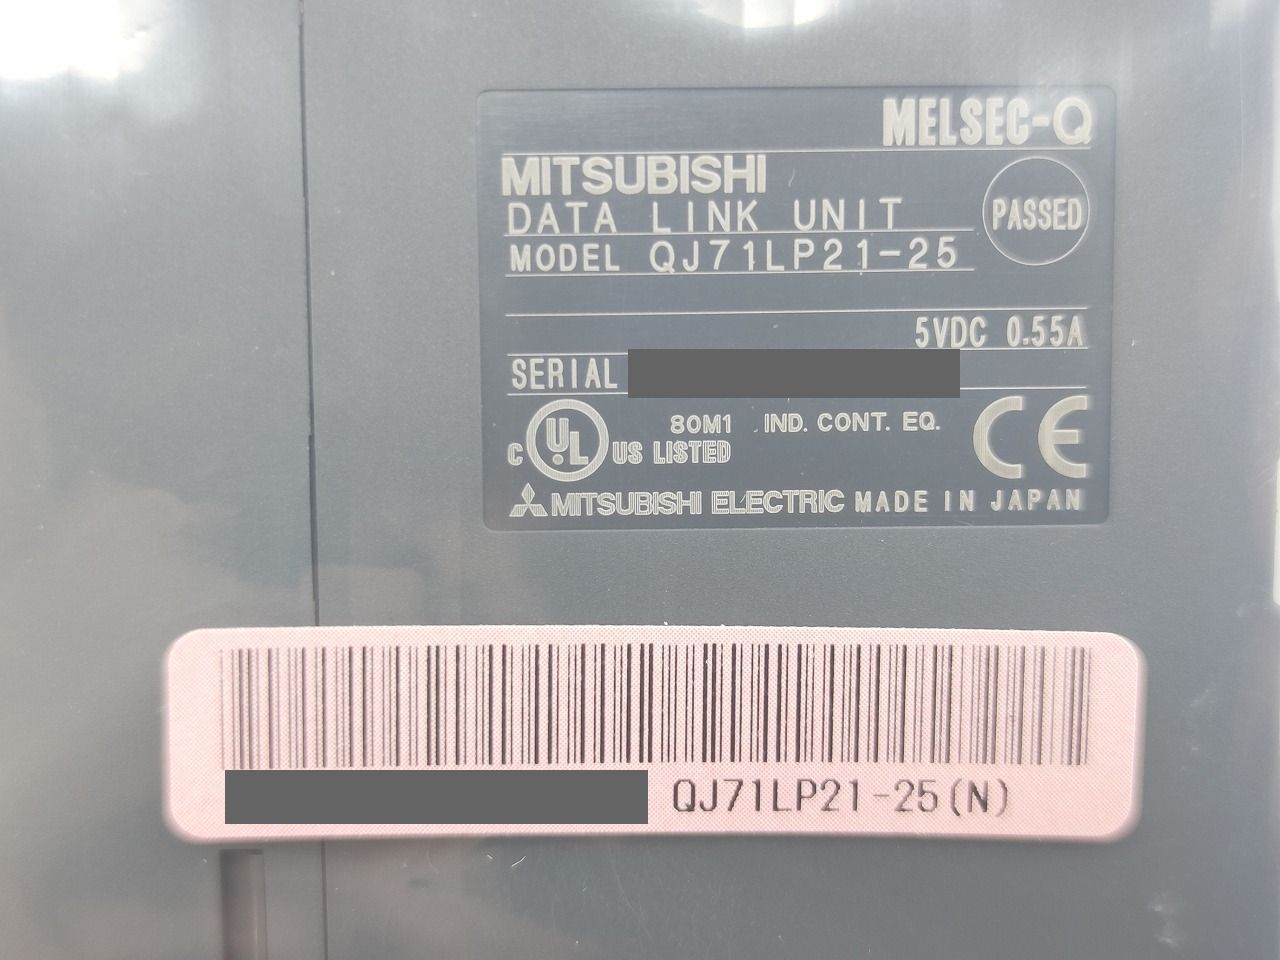 MELSEC-Q
MITSUBISHI
DATA LINK UNIT
PASSED
MODEL QJ71LP21-25
5VDC 0.55A
SERIAL
80M1 IND. CONT. EQ.
C UL US LISTED
CE
MITSUBISHI ELECTRIC MADE IN JAPAN
QJ71LP21-25(N)